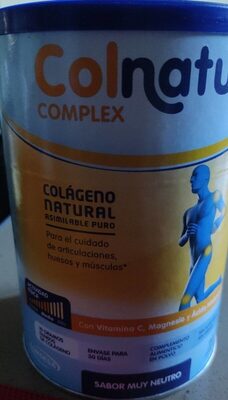 Colnatu
COMPLEX
COLÁGENO
NATURAL
ASIMILABLE PURO
Para el cuidado
de articulaciones,
huesos y músculos*
Con Vitamina C, Magnesio y Ácido
ENVASE PARA
30 DÍAS
COMPLEMENTO
ALIMENTICIO
EN POLVO
SABOR MUY NEUTRO